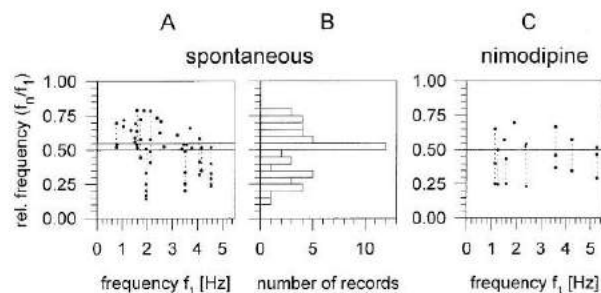 A B C
spontaneous nimodipine
rel. frequency (fn/f1)
1.00 1.00
0.75 0.75
0.50 0.50
0.25 0.25
0.00 0.00
0 1 2 3 4 5 0 5 10 0 1 2 3 4 5
frequency f1 [Hz] number of records frequency f1 [Hz]